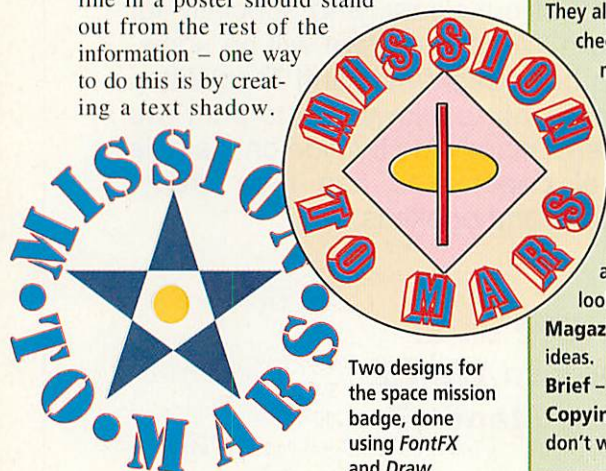 line in a poster should stand
out from the rest of the
information – one way
to do this is by creat-
ing a text shadow.
MISSION
TO MARS
MISSION
TO • MARS •
Two designs for
the space mission
badge, done
using FontFX
and Draw
They al
che
a
loo
Magaz
ideas.
Brief –
Copyin
don't w